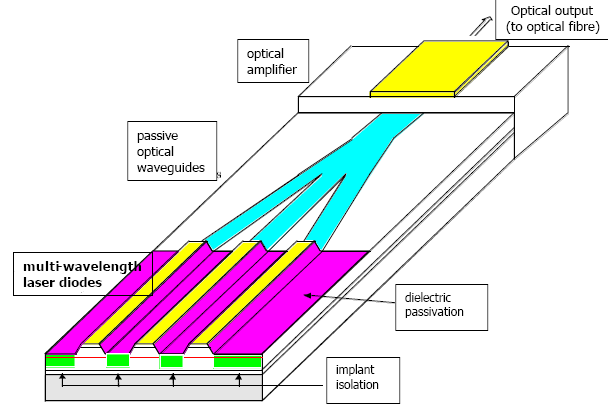 Optical output
(to optical fibre)
optical
amplifier
passive
optical
waveguides
s
multi-wavelength
laser diodes
dielectric
passivation
implant
isolation